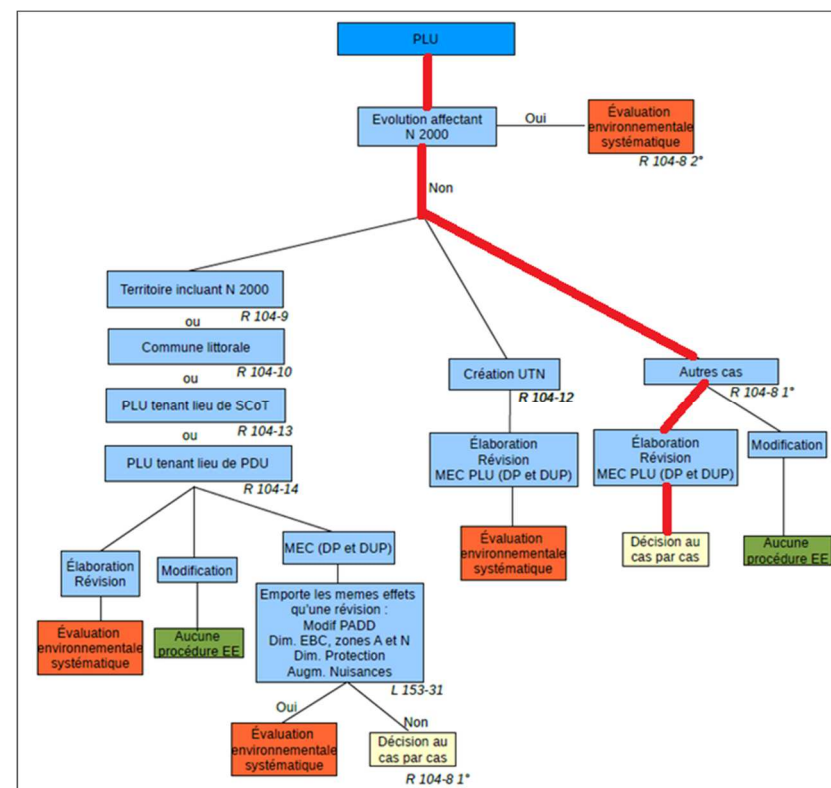 PLU
Evolution affectant
N 2000
Oui
Évaluation
environnementale
systématique
R 104-8 2°
Non
Territoire incluant N 2000
R 104-9
ou
Commune littorale
R 104-10
ou
PLU tenant lieu de SCoT
R 104-13
ou
PLU tenant lieu de PDU
R 104-14
Création UTN
R 104-12
Autres cas
R 104-8 1°
Élaboration
Révision
MEC PLU (DP et DUP)
Élaboration
Révision
MEC PLU (DP et DUP)
Modification
Évaluation
environnementale
systématique
Décision au
cas par cas
Aucune
procédure EE
Élaboration
Révision
Modification
MEC (DP et DUP)
Évaluation
environnementale
systématique
Aucune
procédure EE
Emporte les memes effets
qu'une révision :
Modif PADD
Dim. EBC, zones A et N
Dim. Protection
Augm. Nuisances
L 153-31
Oui
Non
Évaluation
environnementale
systématique
Décision au
cas par cas
R 104-8 1°